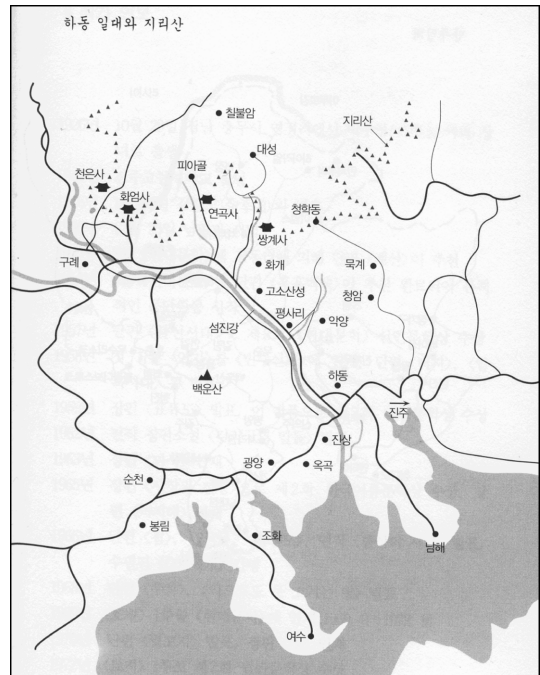 하동 일대와 지리산
칠불암
지리산
대성
피아골
천은사
화엄사
연곡사
청학동
쌍계사
구례
화개
묵계
고소산성
청암
섬진강
평사리
악양
백운산
하동
진주
진상
광양
옥곡
순천
봉림
조화
남해
여수